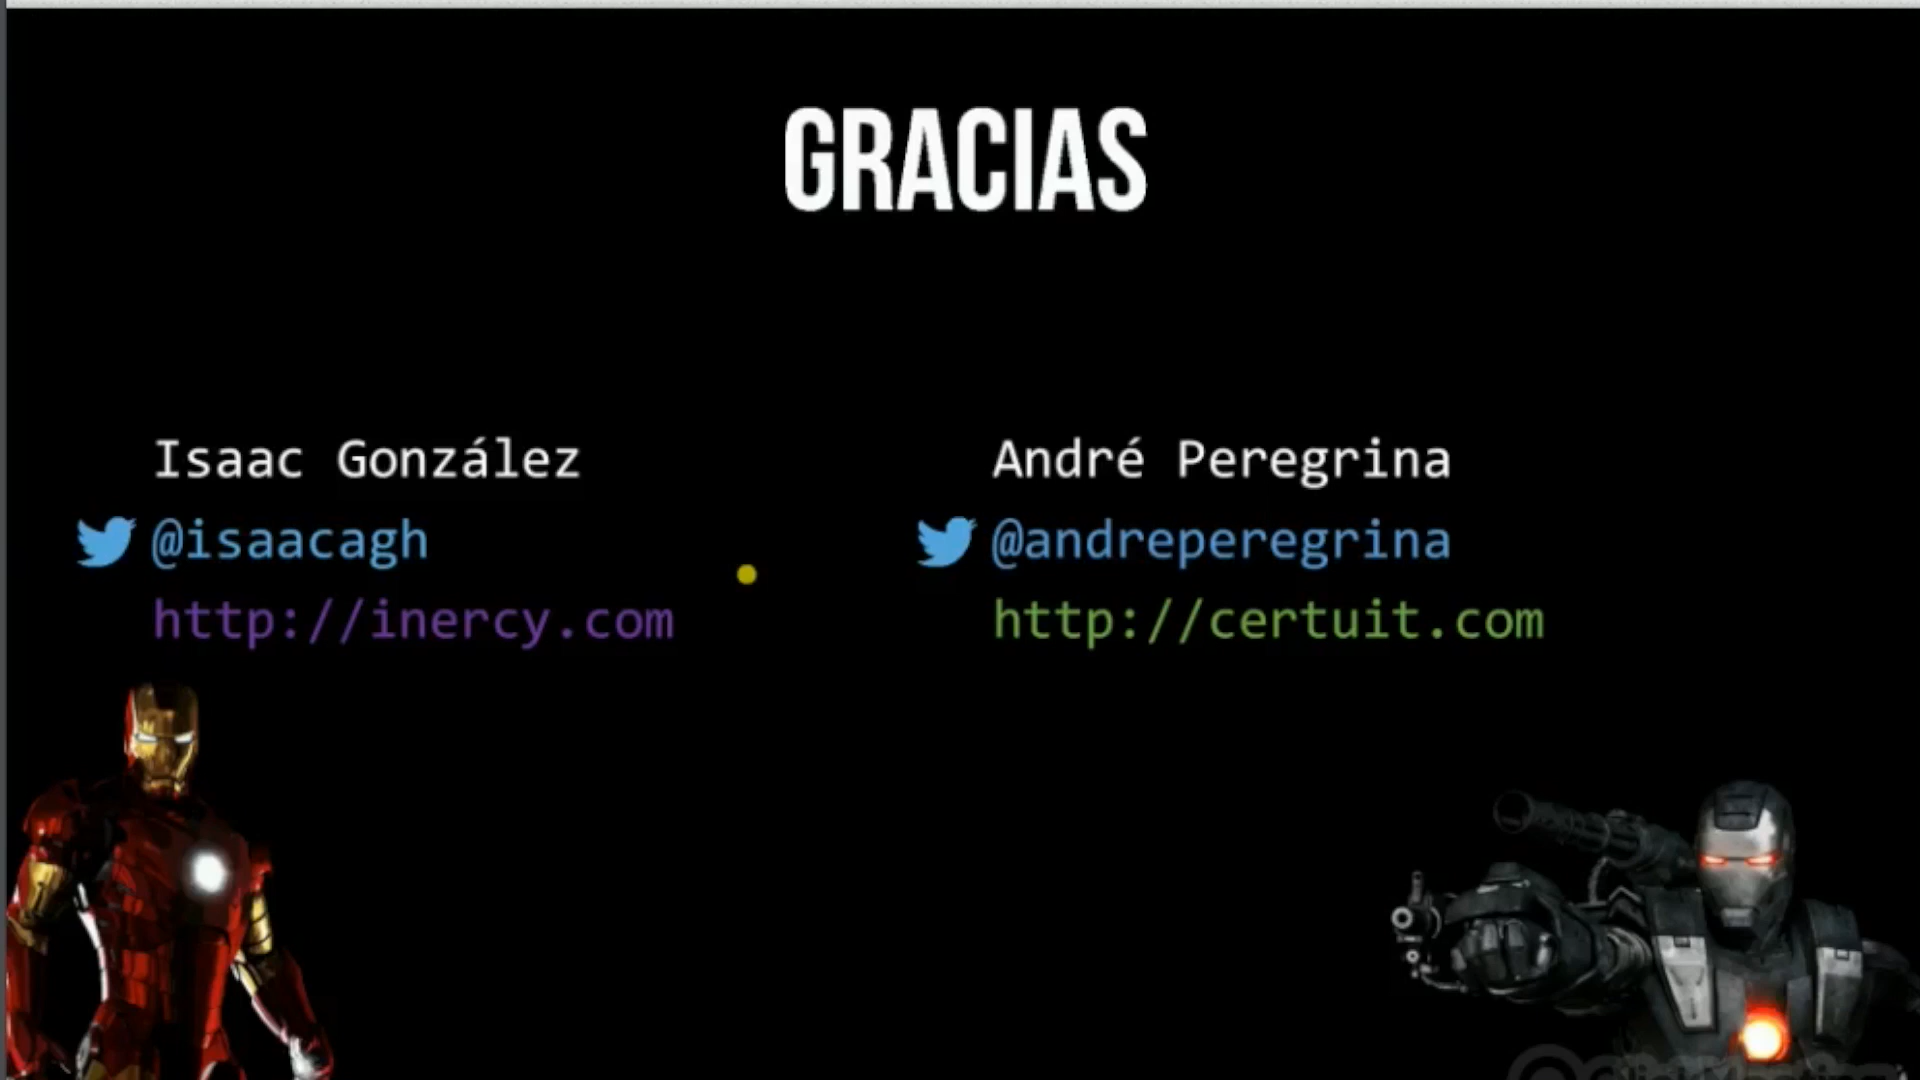 GRACIAS
Isaac González
@isaacagh
http://inercy.com
André Peregrina
@andreperegrina
http://certuit.com